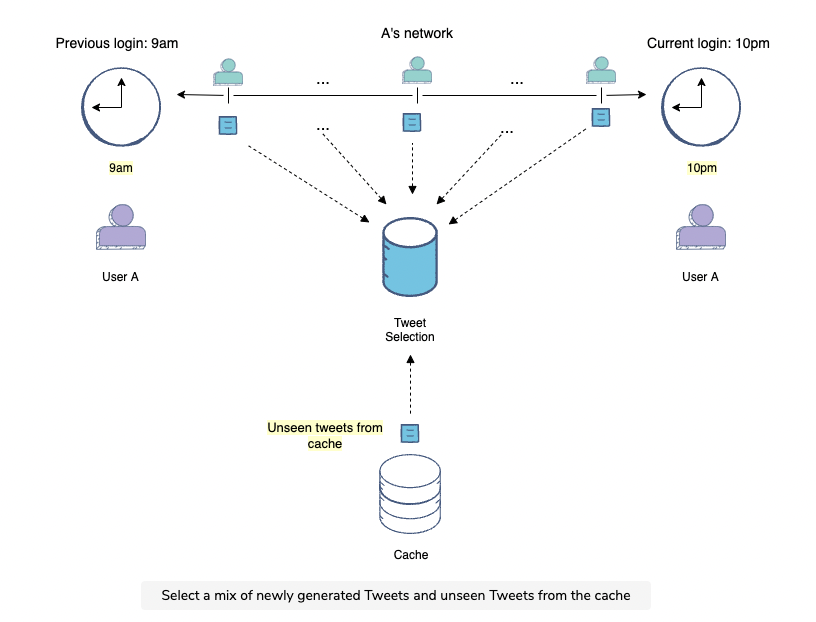 A's network
Previous login: 9am
Current login: 10pm
...
...
...
...
9am
10pm
User A
User A
Tweet
Selection
Unseen tweets from
cache
Cache
Select a mix of newly generated Tweets and unseen Tweets from the cache